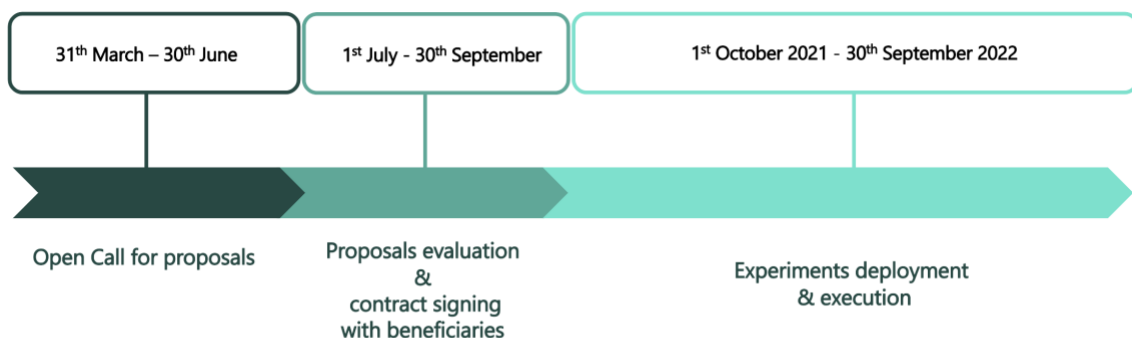 31th March – 30th June
1st July - 30th September
1st October 2021 - 30th September 2022
Open Call for proposals
Proposals evaluation
&
contract signing
with beneficiaries
Experiments deployment
& execution